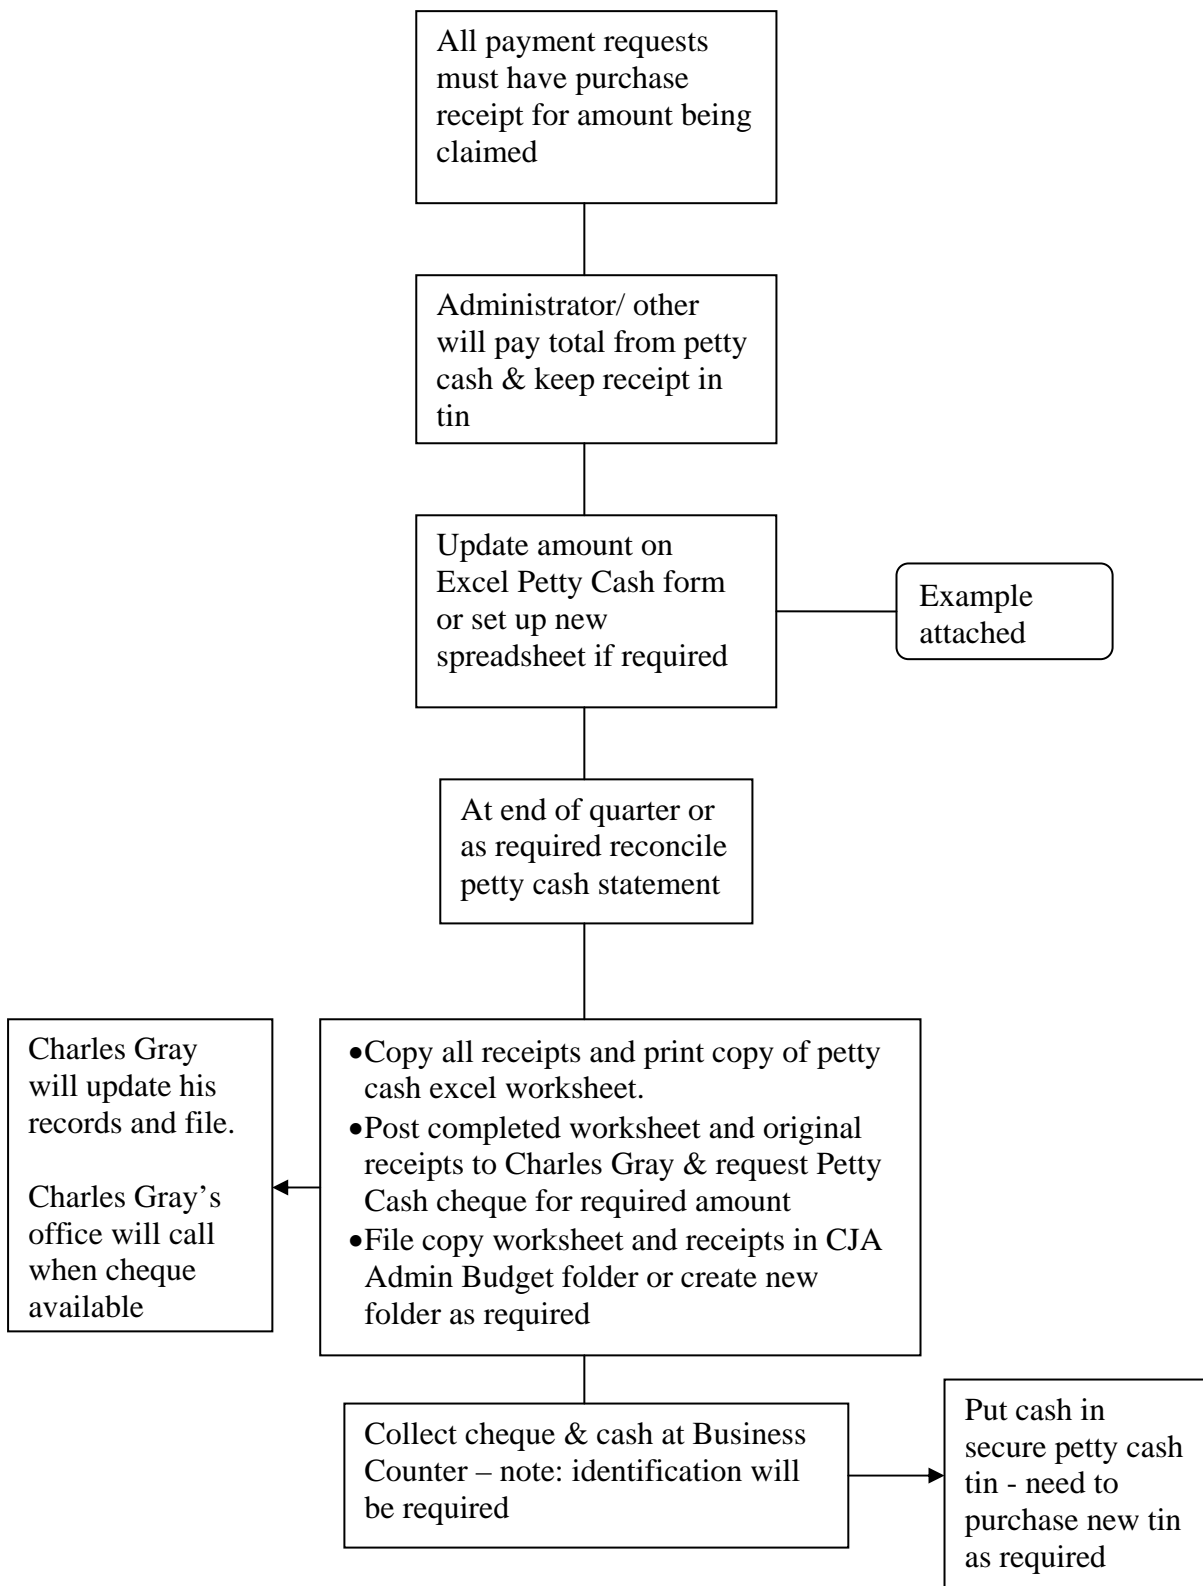 All payment requests
must have purchase
receipt for amount being
claimed
Administrator/ other
will pay total from petty
cash & keep receipt in
tin
Update amount on
Excel Petty Cash form
or set up new
spreadsheet if required
Example
attached
At end of quarter or
as required reconcile
petty cash statement
Charles Gray
will update his
records and file.
Charles Gray’s
office will call
when cheque
available
•Copy all receipts and print copy of petty
cash excel worksheet.
•Post completed worksheet and original
receipts to Charles Gray & request Petty
Cash cheque for required amount
•File copy worksheet and receipts in CJA
Admin Budget folder or create new
folder as required
Collect cheque & cash at Business
Counter – note: identification will
be required
Put cash in
secure petty cash
tin - need to
purchase new tin
as required